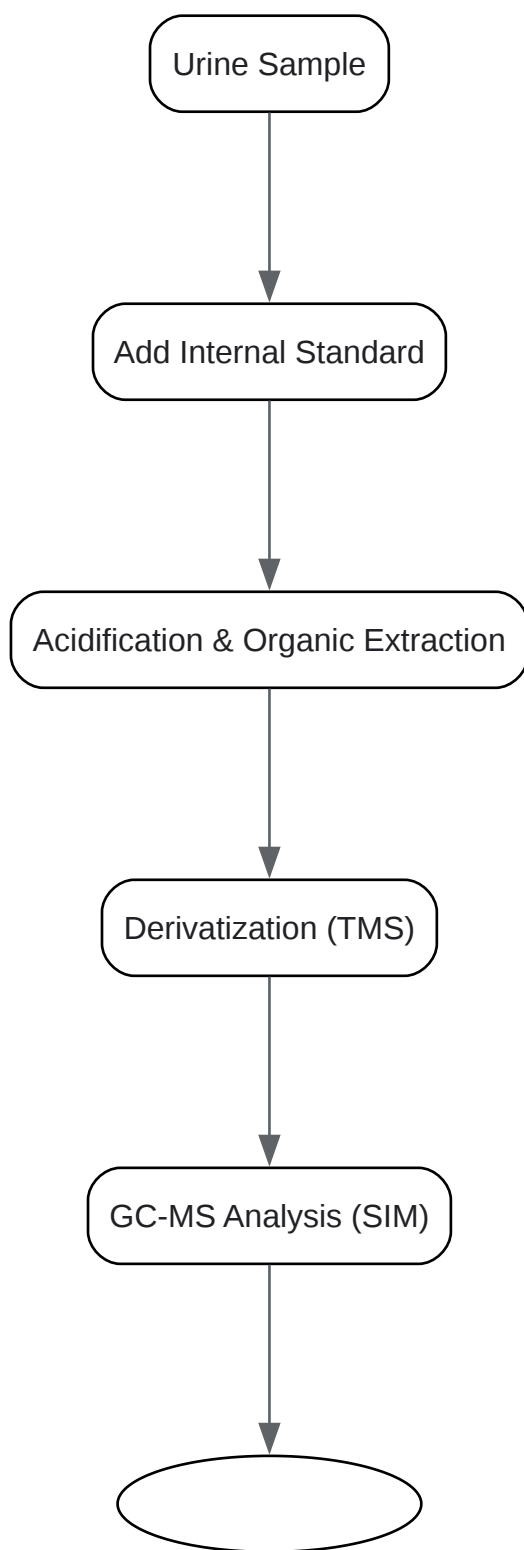 Urine Sample
Add Internal Standard
Acidification & Organic Extraction
Derivatization (TMS)
GC-MS Analysis (SIM)